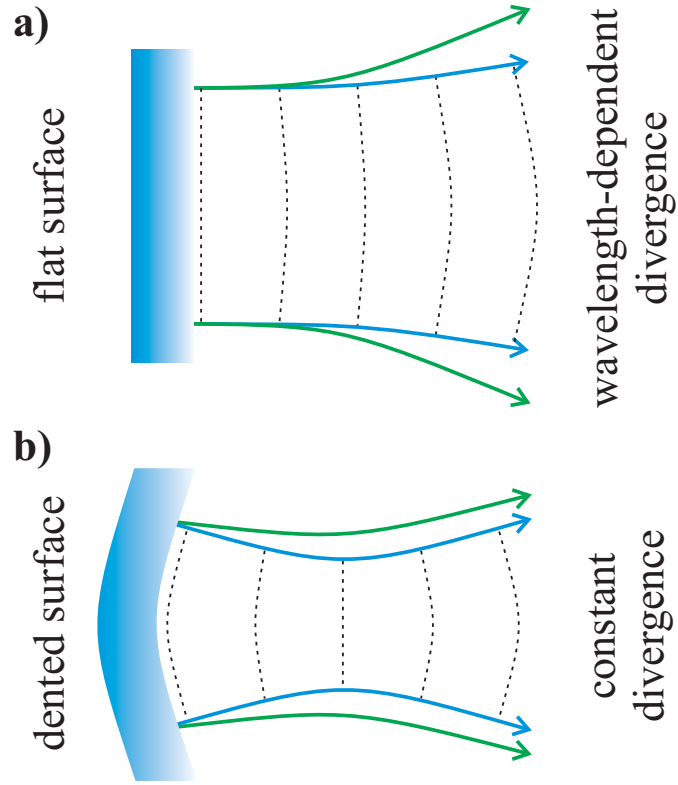 a)
flat surface
wavelength-dependent
divergence
b)
dented surface
constant
divergence